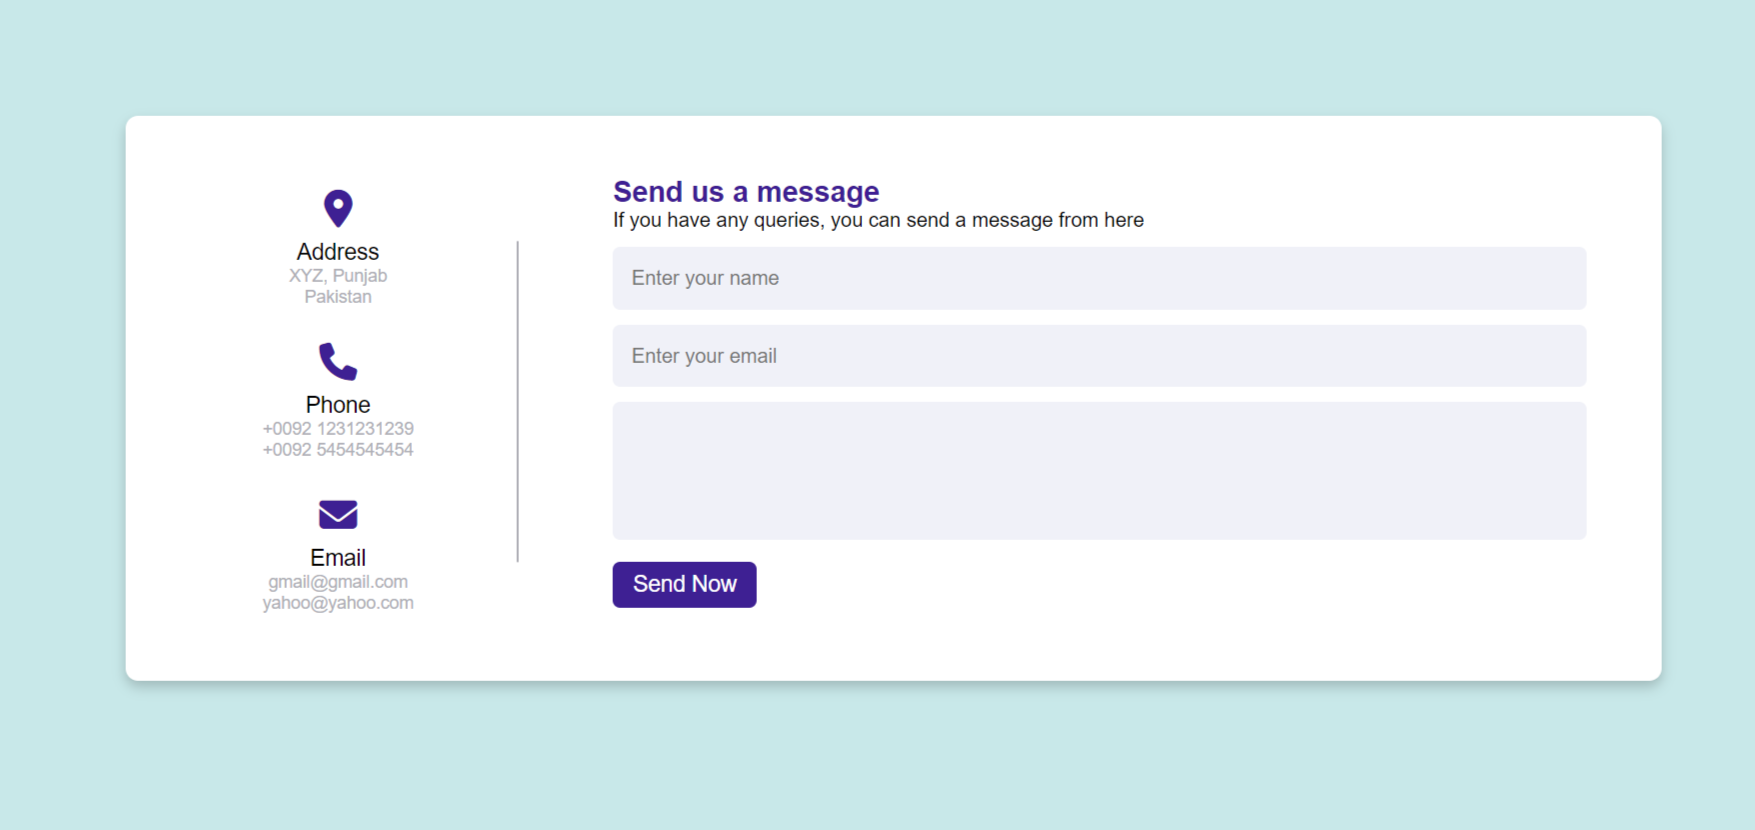 Address
XYZ, Punjab
Pakistan
Phone
+0092 1231231239
+0092 5454545454
Email
gmail@gmail.com
yahoo@yahoo.com
Send us a message
If you have any queries, you can send a message from here
Enter your name
Enter your email
Send Now